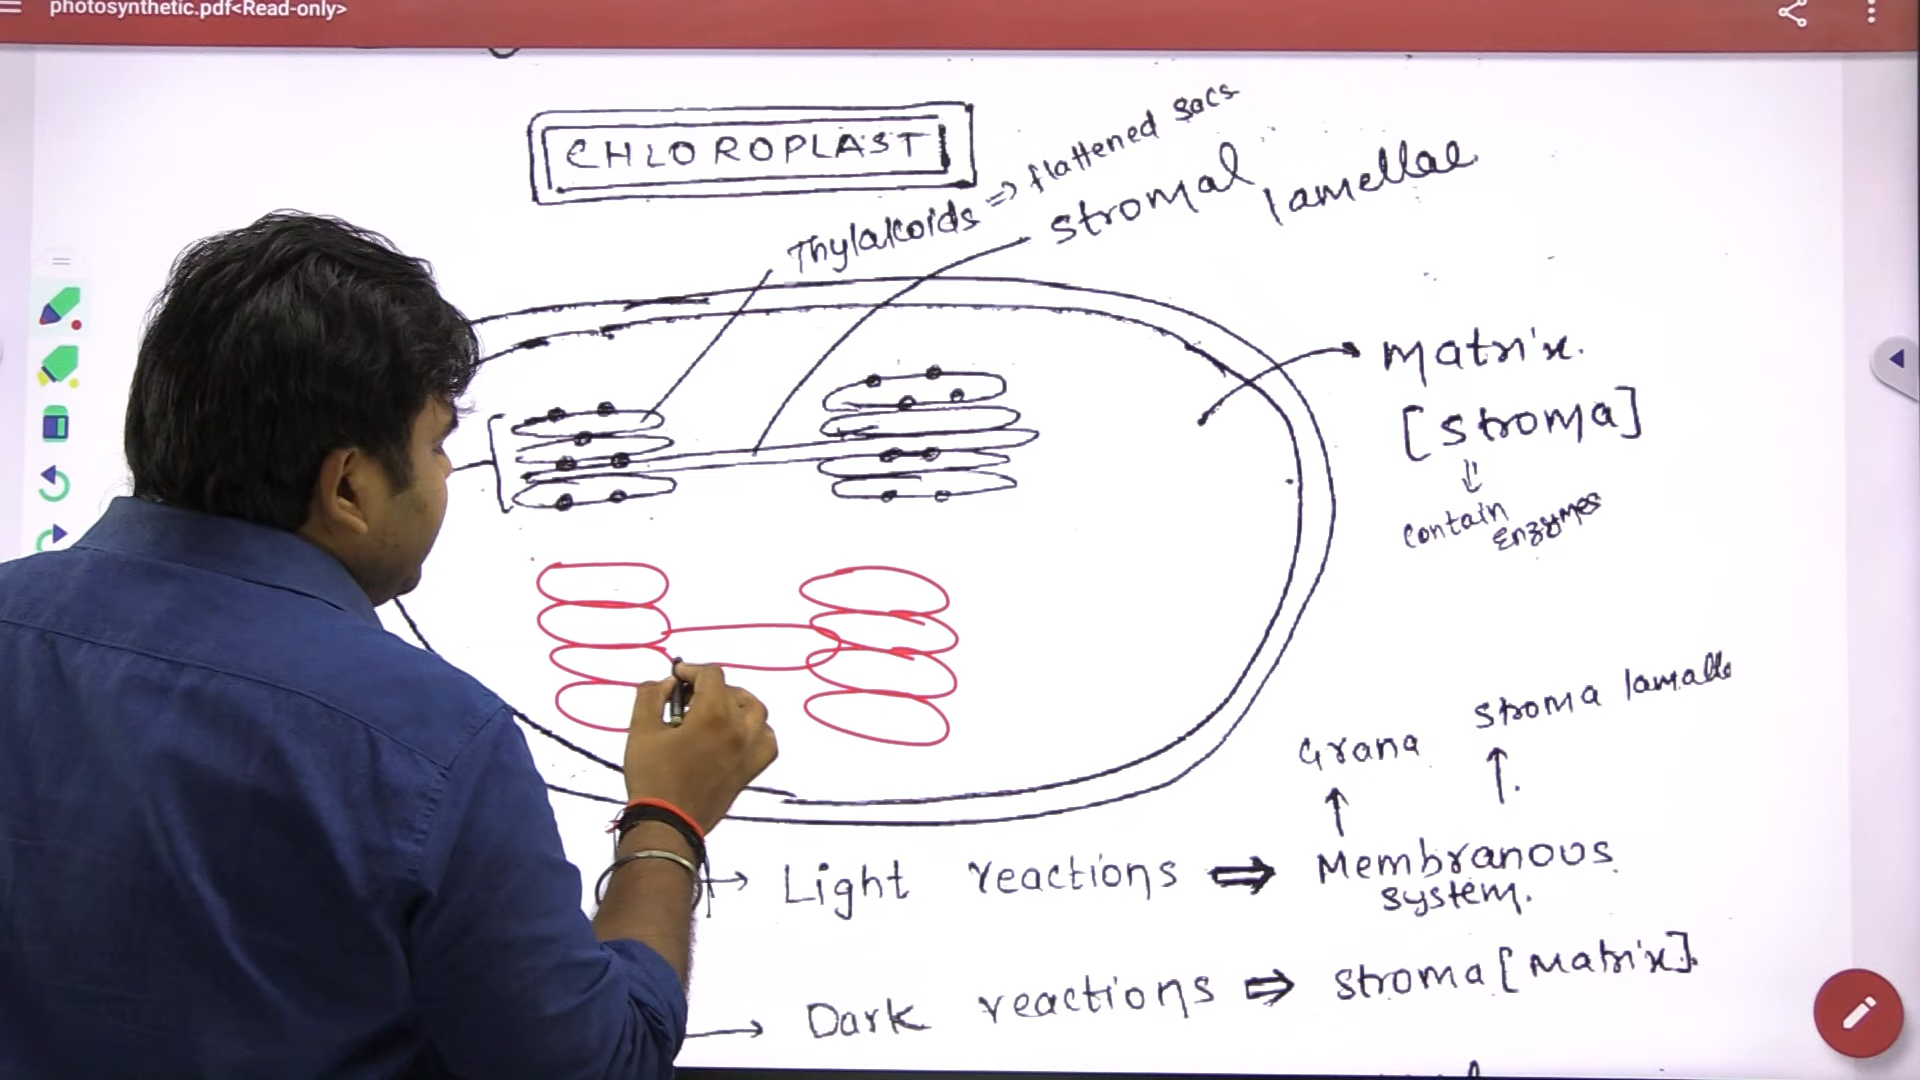 photosynthetic.pdf<Read-only>
CHLOROPLAST
Thylakoids => flattened sacs
stromal lamellae
matrix.
[stroma]
contain
enzymes
Grana
stroma lamalle
Light reactions => Membranous
system.
Dark reactions => stroma [Matrix].